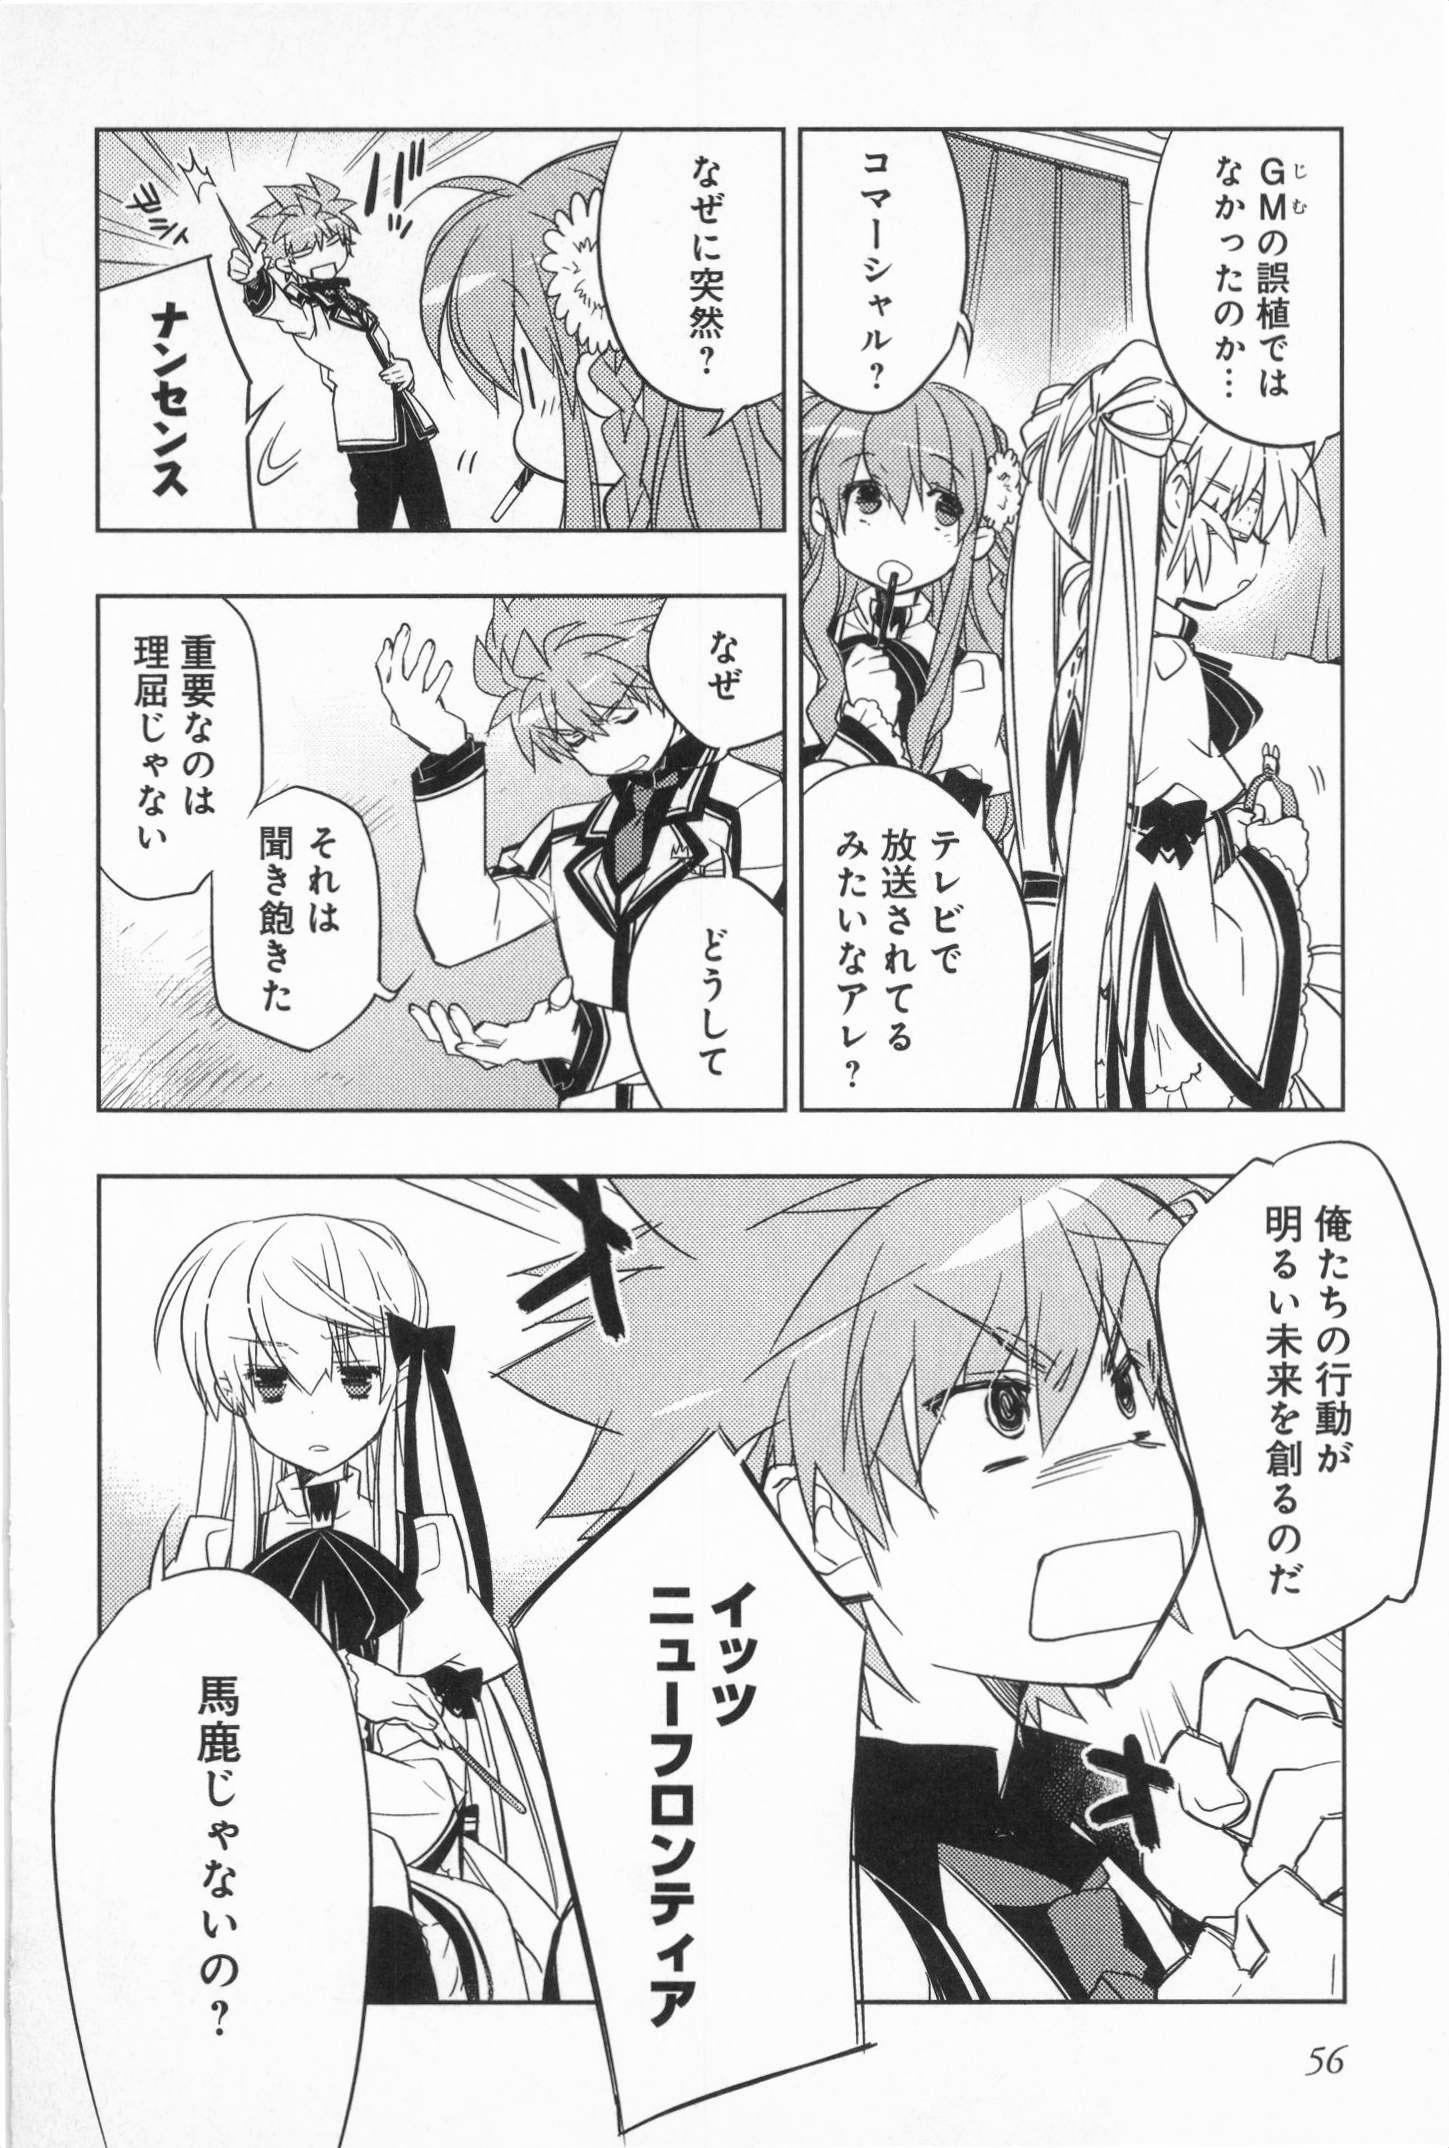 GMの誤植では
じむ
なかったのか…
コマーシャル？
テレビで
放送されてる
みたいなアレ？
なぜに突然？
ナンセンス
なぜ
どうして
それは
聞き飽きた
重要なのは
理屈じゃない
俺たちの行動が
明るい未来を創るのだ
イッツ
ニューフロンティア
馬鹿じゃないの？
56